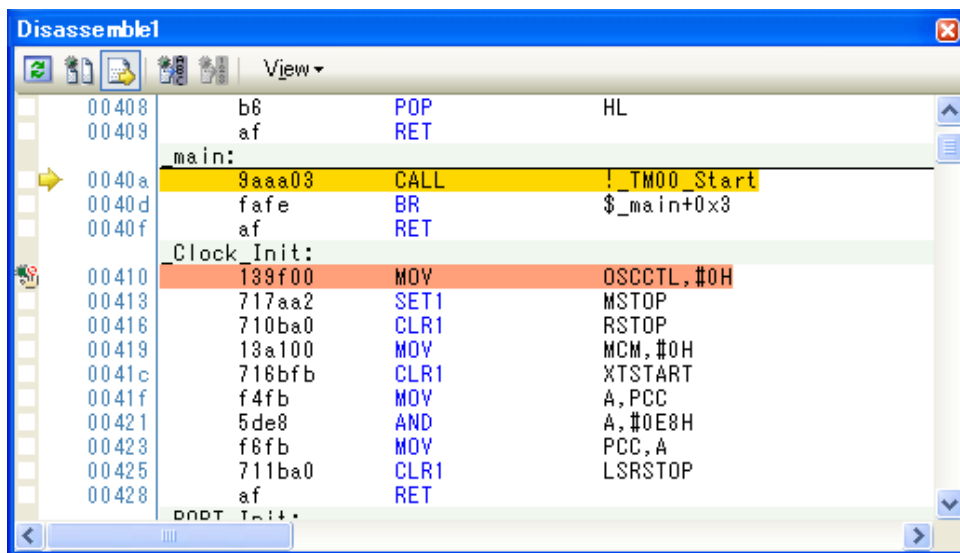 Disassemble1
View
00408 b6 POP HL
00409 af RET
_main:
0040a 9aaa03 CALL !_TM00_Start
0040d fafe BR $_main+0x3
0040f af RET
_Clock_Init:
00410 139f00 MOV OSCCTL,#0H
00413 717aa2 SET1 MSTOP
00416 710ba0 CLR1 RSTOP
00419 13a100 MOV MCM,#0H
0041c 716bfb CLR1 XTSTART
0041f f4fb MOV A,PCC
00421 5de8 AND A,#0E8H
00423 f6fb MOV PCC,A
00425 711ba0 CLR1 LSRSTOP
00428 af RET
_PORT_Init: